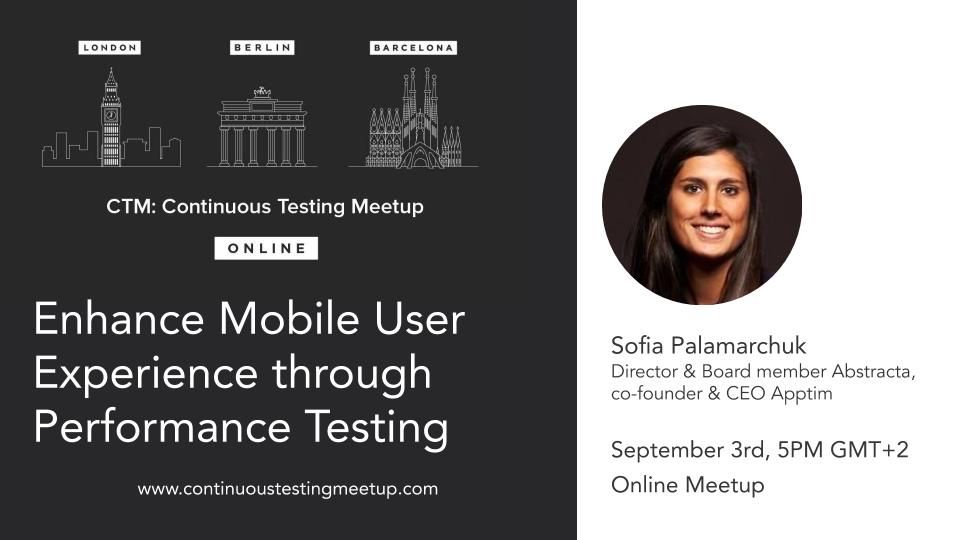 LONDON
BERLIN
BARCELONA
CTM: Continuous Testing Meetup
ONLINE
Enhance Mobile User
Experience through
Performance Testing
www.continuoustestingmeetup.com
Sofia Palamarchuk
Director & Board member Abstracta,
co-founder & CEO Apptim
September 3rd, 5PM GMT+2
Online Meetup